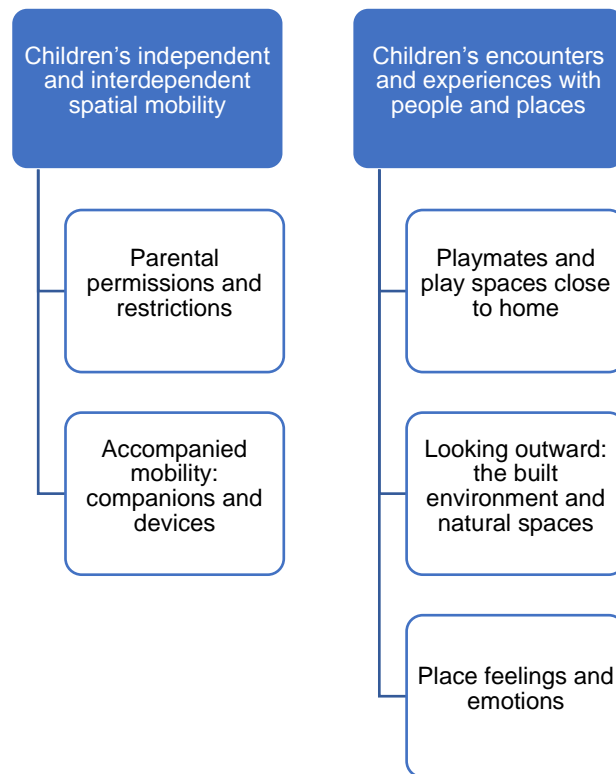 Children’s independent
and interdependent
spatial mobility
Parental
permissions and
restrictions
Accompanied
mobility:
companions and
devices
Children’s encounters
and experiences with
people and places
Playmates and
play spaces close
to home
Looking outward:
the built
environment and
natural spaces
Place feelings and
emotions